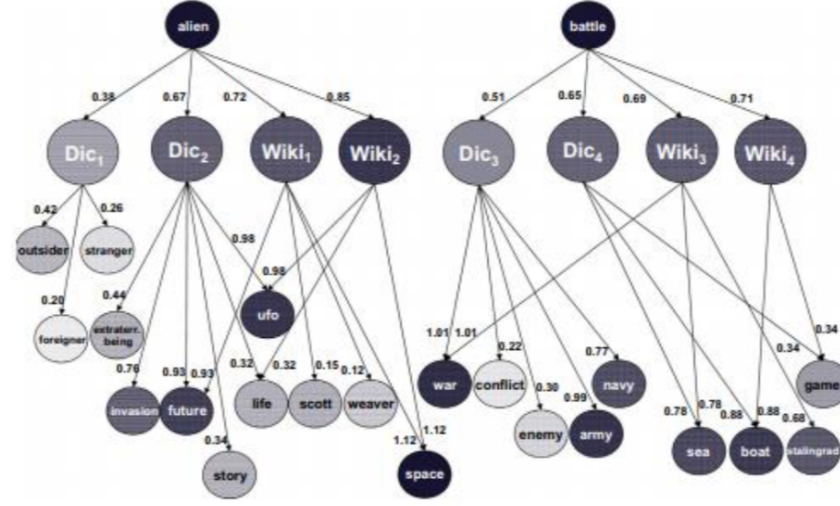 alien battle
0.38 0.67 0.72 0.85 0.51 0.65 0.69 0.71
Dic1 Dic2 Wiki1 Wiki2 Dic3 Dic4 Wiki3 Wiki4
0.42 0.26
outsider stranger
0.98
0.98
0.20 0.44
ufo
foreigner extraterr. being
1.01 1.01 0.22 0.34 0.34
0.76 0.93 0.93 0.32 0.32 0.15 0.12 0.77
war conflict navy game
invasion future life scott weaver
0.30 0.99 0.78 0.78 0.88 0.88 0.68
0.34 1.12 1.12
enemy army sea boat stalingrad
story space